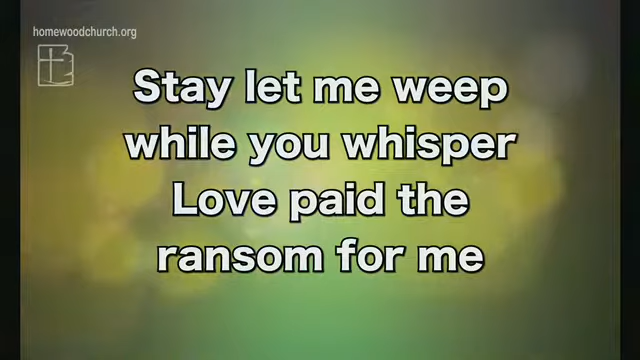 homewoodchurch.org
Stay let me weep
while you whisper
Love paid the
ransom for me